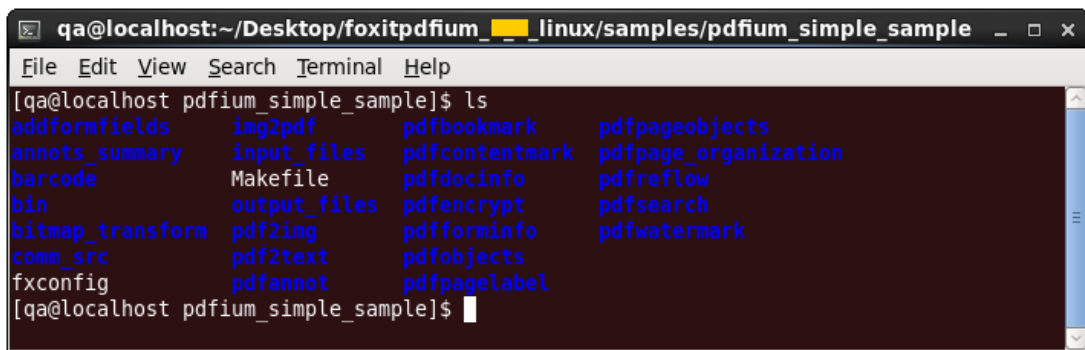 qa@localhost:~/Desktop/foxitpdfium_ _ _linux/samples/pdfium_simple_sample
File Edit View Search Terminal Help
[qa@localhost pdfium_simple_sample]$ ls
addformfields img2pdf pdfbookmark pdfpageobjects
annots_summary input_files pdfcontentmark pdfpage_organization
barcode Makefile pdfdocinfo pdfreflow
bin output_files pdfencrypt pdfsearch
bitmap_transform pdf2img pdfforminfo pdfwatermark
comm_src pdf2text pdfobjects
fxconfig pdfannot pdfpagelabel
[qa@localhost pdfium_simple_sample]$